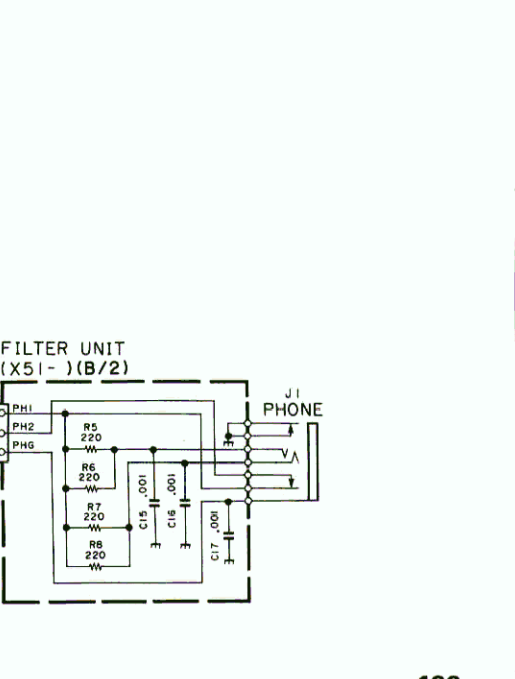 FILTER UNIT
(X51- )(B/2)
J1
PHONE
PH1
PH2
PHG
R5
220
R6
220
R7
220
R8
220
C15 .001
C16 .001
C17 .001